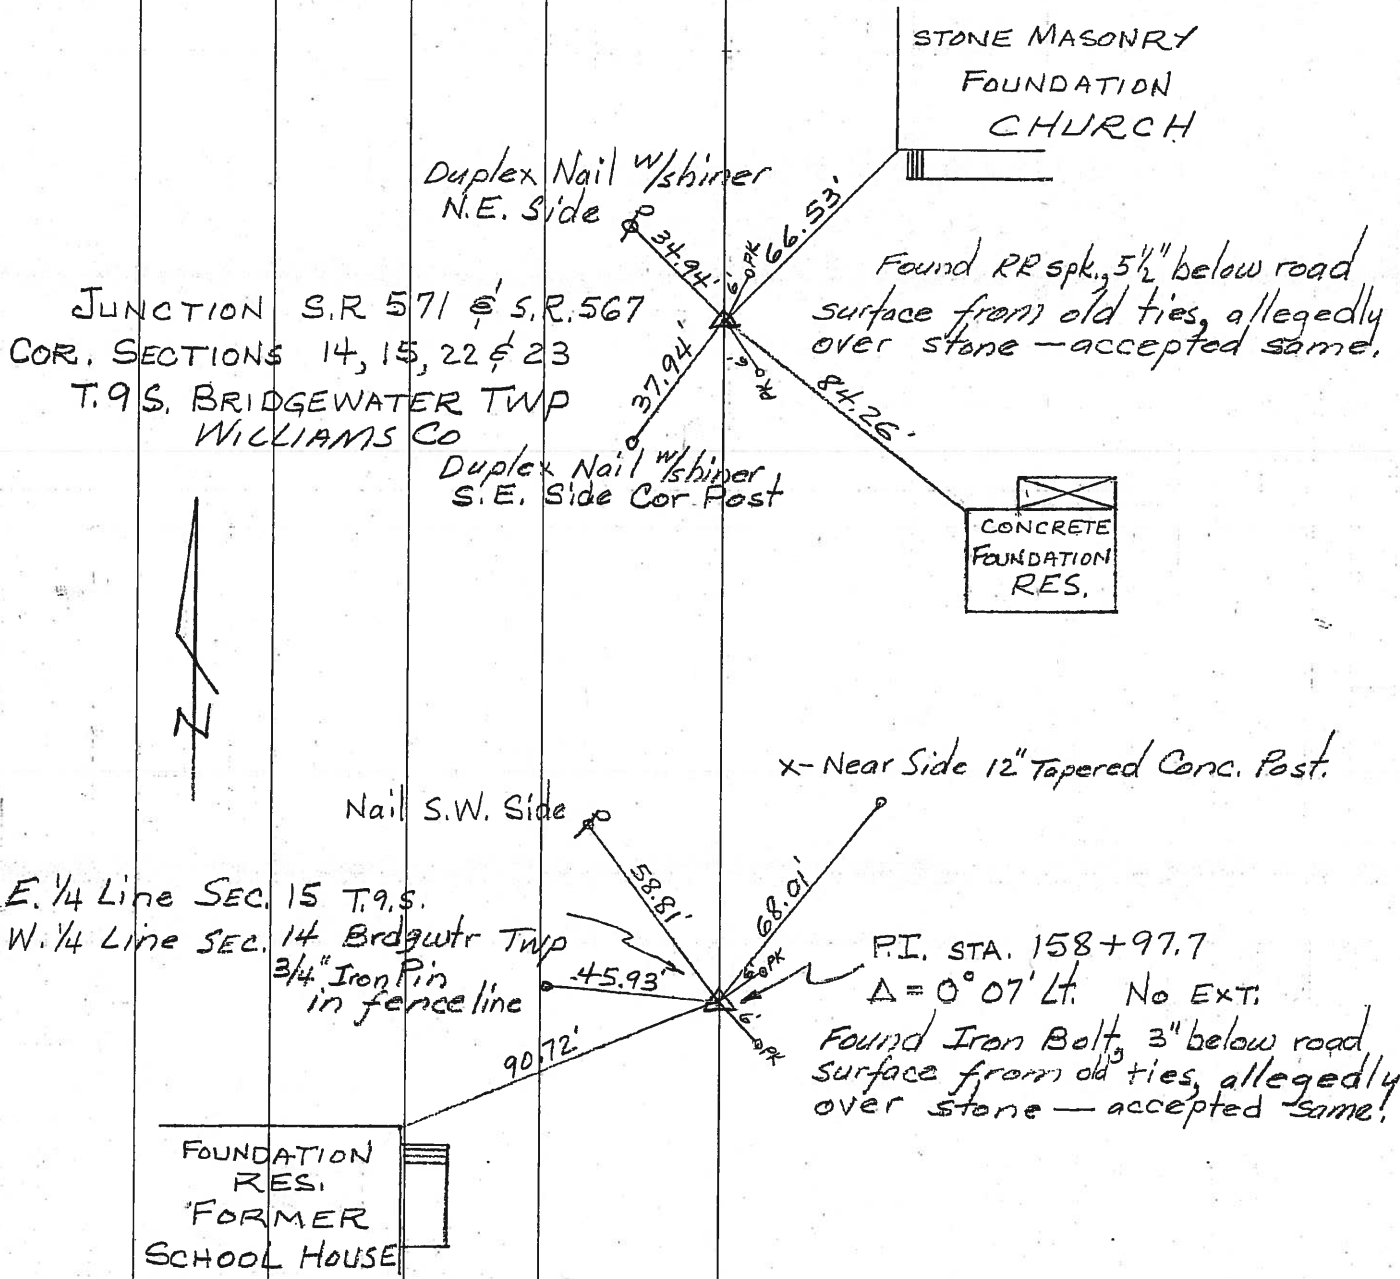 STONE MASONRY
FOUNDATION
CHURCH
Duplex Nail w/shiner
N.E. Side
34.94'
6' PK
66.53'
Found RR spk., 5½" below road
surface from old ties, allegedly
over stone — accepted same.
JUNCTION S.R 571 & S.R. 567
COR. SECTIONS 14, 15, 22 & 23
T.9 S. BRIDGEWATER TWP
WILLIAMS CO
37.94'
6' PK
84.26'
Duplex Nail w/shiner
S.E. Side Cor Post
CONCRETE
FOUNDATION
RES.
N
x- Near Side 12" Tapered Conc. Post.
Nail S.W. Side
58.81'
68.01'
E. 1/4 Line SEC. 15 T.9.S.
W. 1/4 Line SEC. 14 Brdgwtr Twp
3/4" Iron Pin
in fence line
45.93'
6' PK
P.I. STA. 158+97.7
Δ = 0° 07' Lt. No EXT.
6' PK
Found Iron Bolt, 3" below road
surface from old ties, allegedly
over stone — accepted same!
90.72'
FOUNDATION
RES.
FORMER
SCHOOL HOUSE